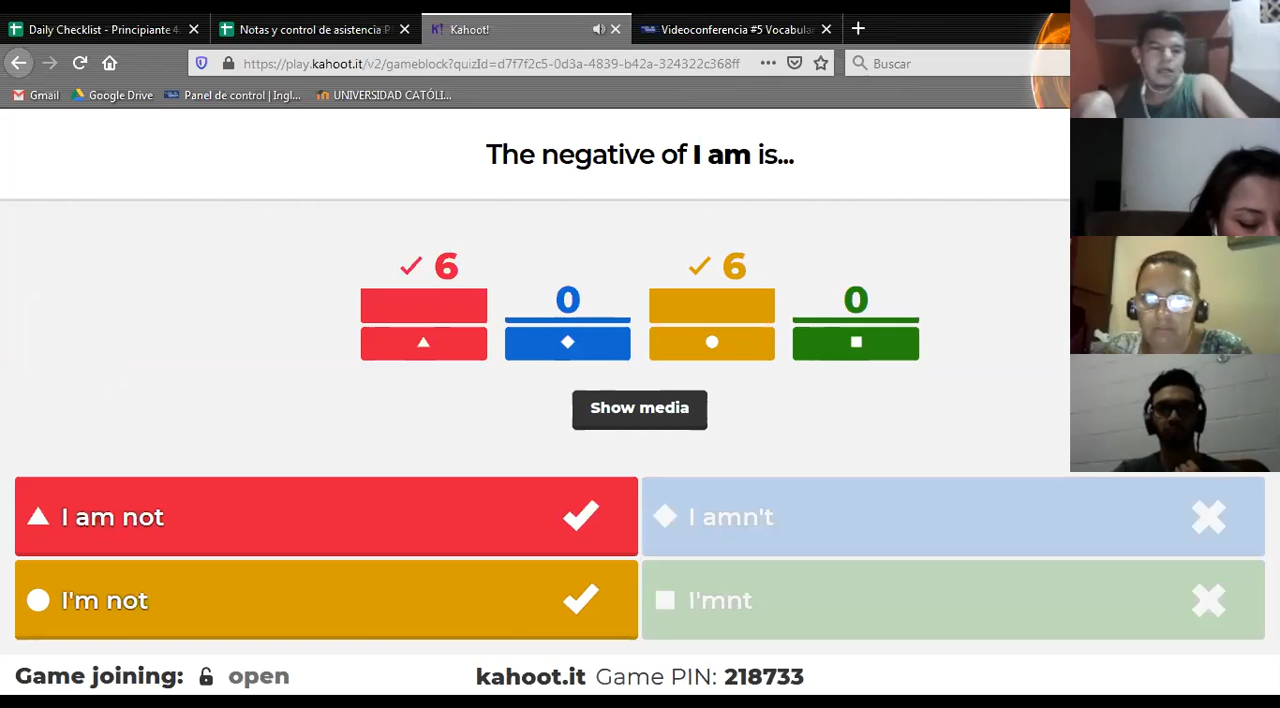 Daily Checklist - Principiante 4
Notas y control de asistencia P
Kahoot!
Videoconferencia #5 Vocabular
https://play.kahoot.it/v2/gameblock?quizId=d7f7f2c5-0d3a-4839-b42a-324322c368ff
Buscar
Gmail
Google Drive
Panel de control | Ingl...
UNIVERSIDAD CATÓLI...
The negative of I am is...
6
0
6
0
Show media
I am not
I amn't
I'm not
I'mnt
Game joining: open
kahoot.it Game PIN: 218733